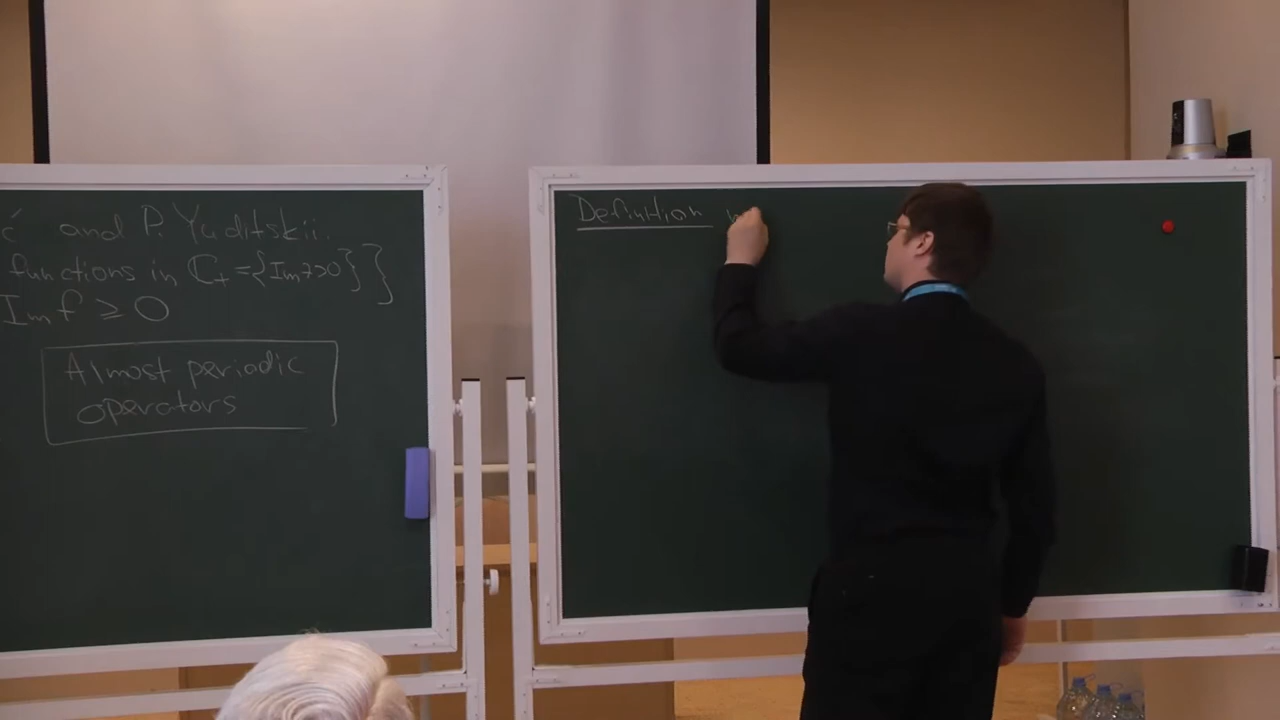 ć and P. Yuditskii.
functions in ℂ₊={Im z>0}}
Im f ≥ 0
Almost periodic
operators
Definition